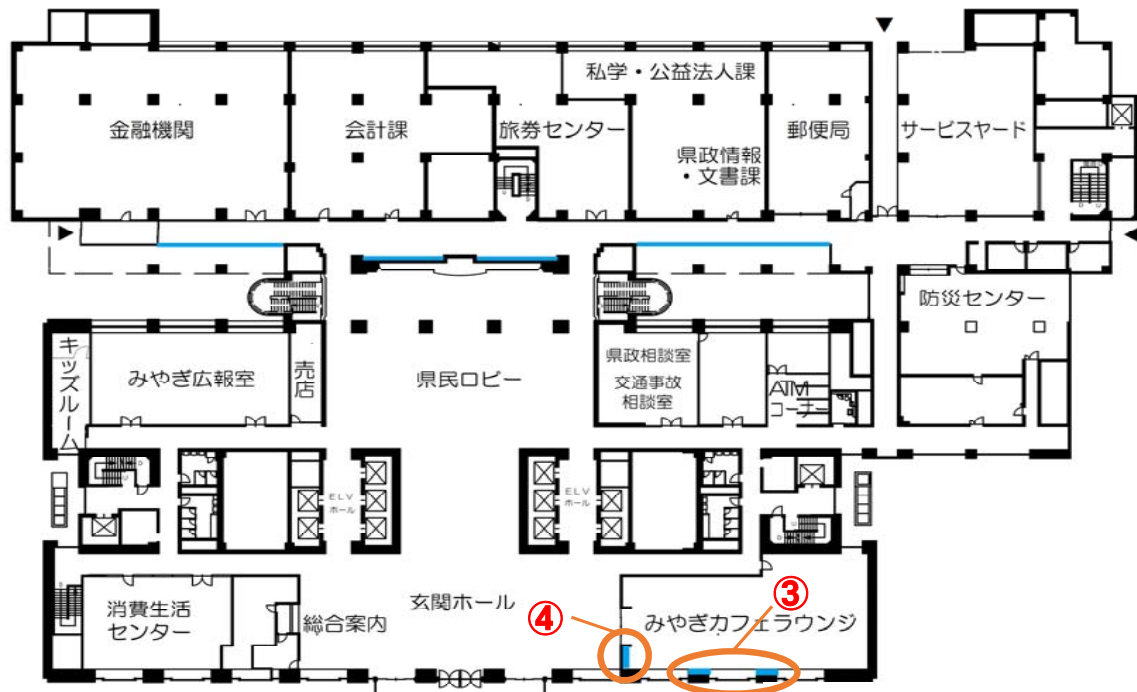 私学・公益法人課
金融機関
会計課
旅券センター
県政情報
・文書課
郵便局
サービスヤード
防災センター
キッズルーム
みやぎ広報室
売店
県民ロビー
県政相談室
交通事故
相談室
ATM
コーナー
ELV
ホール
ELV
ホール
消費生活
センター
総合案内
玄関ホール
④
③
みやぎカフェラウンジ